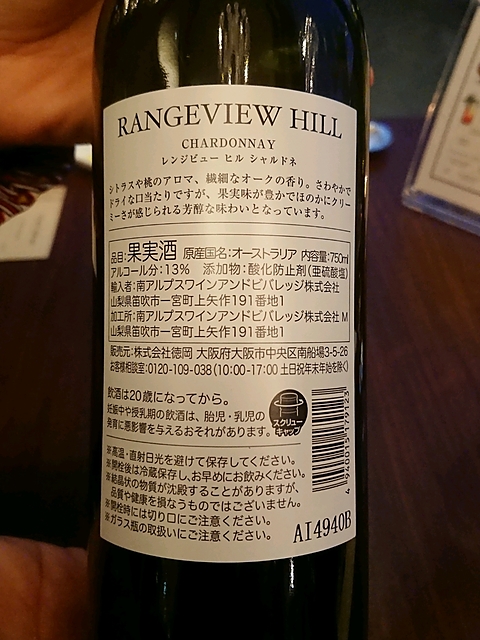 RANGEVIEW HILL
CHARDONNAY
レンジビュー ヒル シャルドネ
シトラスや桃のアロマ、繊細なオークの香り。さわやかで
ドライな口当たりですが、果実味が豊かでほのかにクリー
ミーさが感じられる芳醇な味わいとなっています。
品目:果実酒 原産国名:オーストラリア 内容量:750ml
アルコール分:13% 添加物:酸化防止剤(亜硫酸塩)
輸入者:南アルプスワインアンドビバレッジ株式会社
山梨県笛吹市一宮町上矢作191番地1
加工所:南アルプスワインアンドビバレッジ株式会社 M
山梨県笛吹市一宮町上矢作191番地1
販売元:株式会社徳岡 大阪府大阪市中央区南船場3-5-26
お客様相談室:0120-109-038(10:00-17:00 土日祝年末年始を除く)
飲酒は20歳になってから。
妊娠中や授乳期の飲酒は、胎児・乳児の
発育に悪影響を与えるおそれがあります。
スクリュー
キャップ
※高温・直射日光を避けて保存してください。
※開栓後は冷蔵保存し、お早めにお飲みください。
※結晶状の物質が沈殿することがありますが、
品質や健康を損なうものではございません。
※開栓時には切り口にご注意ください。
※ガラス瓶の取扱いにご注意ください。
4 940015 179123
AI4940B